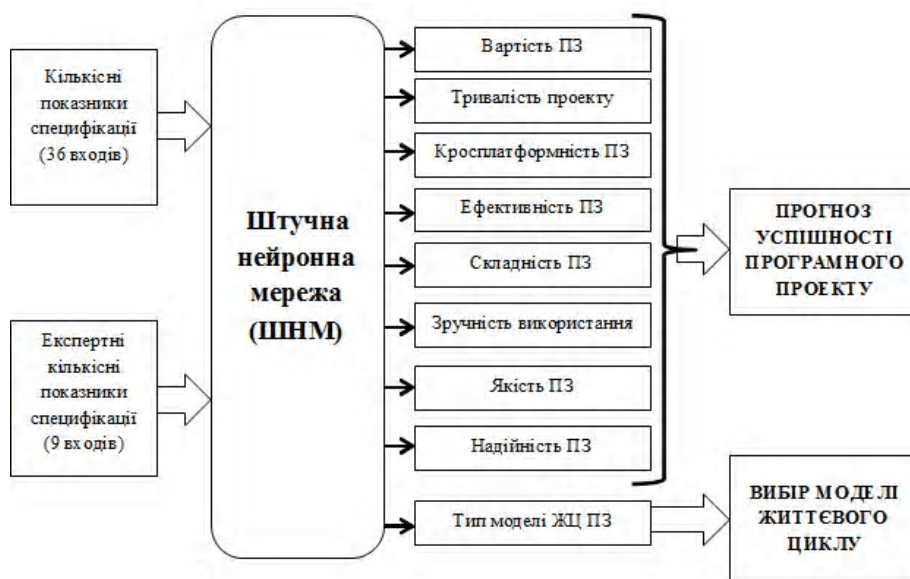 Кількісні
показники
специфікації
(36 входів)
Експертні
кількісні
показники
специфікації
(9 входів)
Штучна
нейронна
мережа
(ШНМ)
Вартість ПЗ
Тривалість проекту
Кросплатформність ПЗ
Ефективність ПЗ
Складність ПЗ
Зручність використання
Якість ПЗ
Надійність ПЗ
Тип моделі ЖЦ ПЗ
ПРОГНОЗ
УСПІШНОСТІ
ПРОГРАМНОГО
ПРОЕКТУ
ВИБІР МОДЕЛІ
ЖИТТЄВОГО
ЦИКЛУ